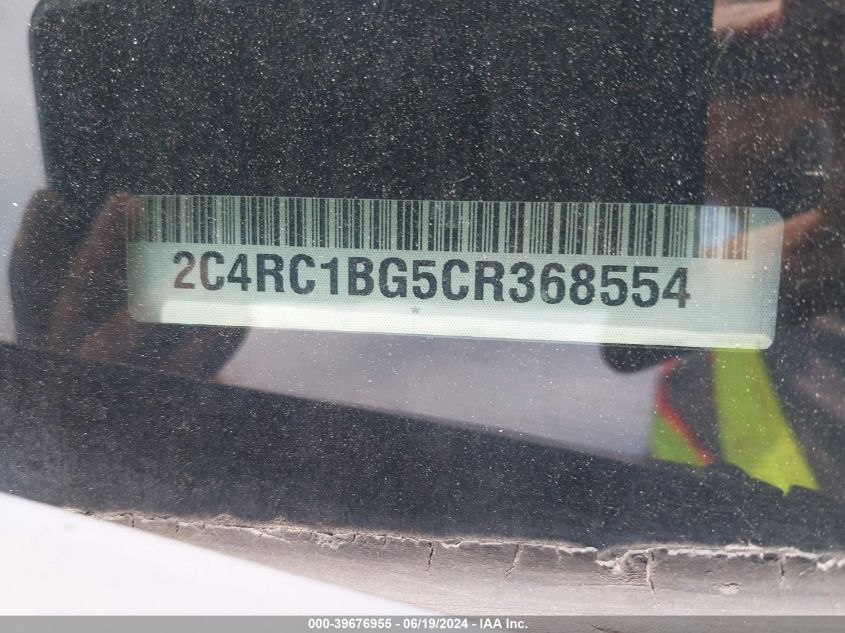 2C4RC1BG5CR368554
*
000-39676955 - 06/19/2024 - IAA Inc.